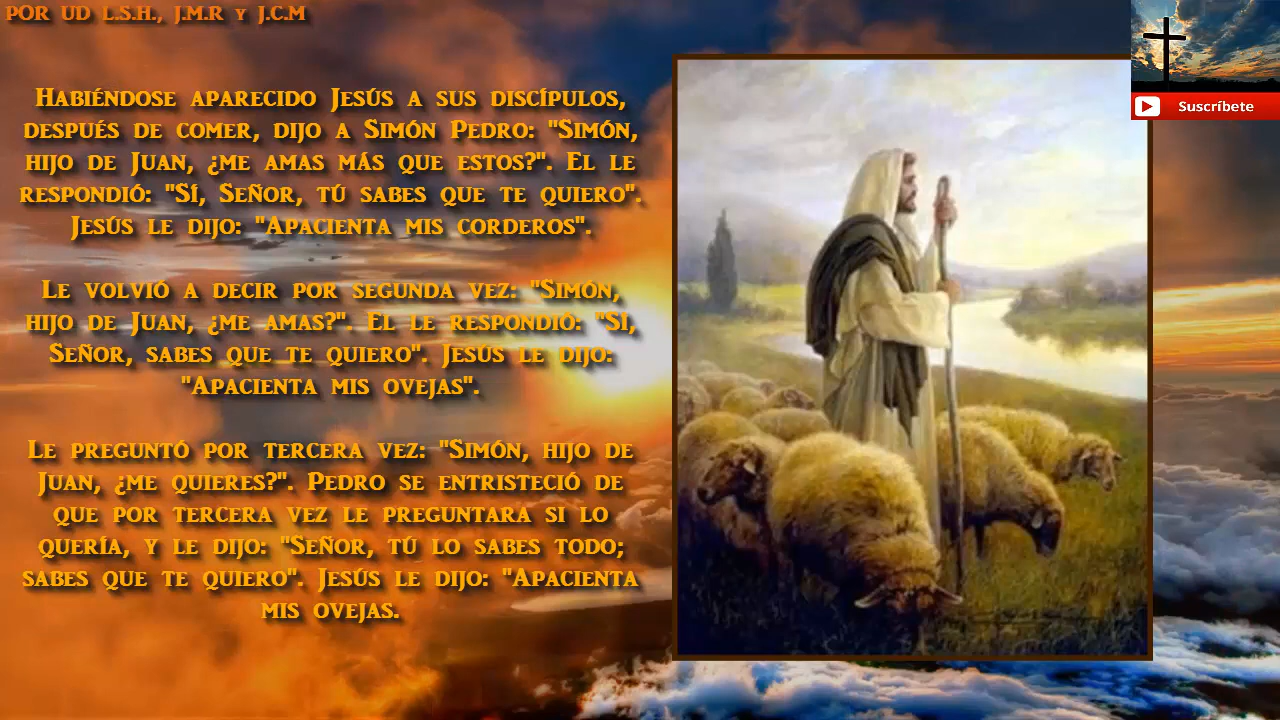 POR UD L.S.H., J.M.R Y J.C.M
Habiéndose aparecido Jesús a sus discípulos,
después de comer, dijo a Simón Pedro: "Simón,
hijo de Juan, ¿me amas más que estos?". El le
respondió: "Sí, Señor, tú sabes que te quiero".
Jesús le dijo: "Apacienta mis corderos".
Le volvió a decir por segunda vez: "Simón,
hijo de Juan, ¿me amas?". El le respondió: "Sí,
Señor, sabes que te quiero". Jesús le dijo:
"Apacienta mis ovejas".
Le preguntó por tercera vez: "Simón, hijo de
Juan, ¿me quieres?". Pedro se entristeció de
que por tercera vez le preguntara si lo
quería, y le dijo: "Señor, tú lo sabes todo;
sabes que te quiero". Jesús le dijo: "Apacienta
mis ovejas.
Suscríbete